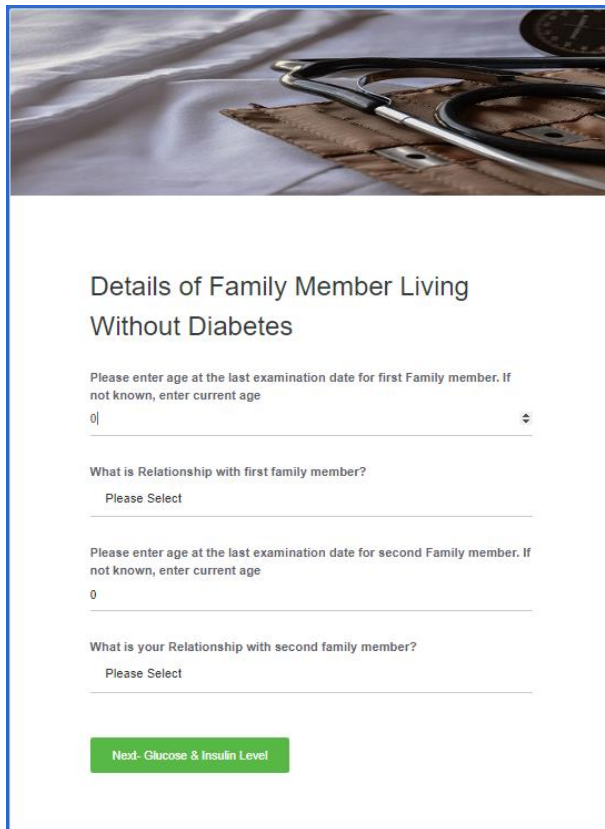 Details of Family Member Living
Without Diabetes
Please enter age at the last examination date for first Family member. If
not known, enter current age
0
What is Relationship with first family member?
Please Select
Please enter age at the last examination date for second Family member. If
not known, enter current age
0
What is your Relationship with second family member?
Please Select
Next- Glucose & Insulin Level